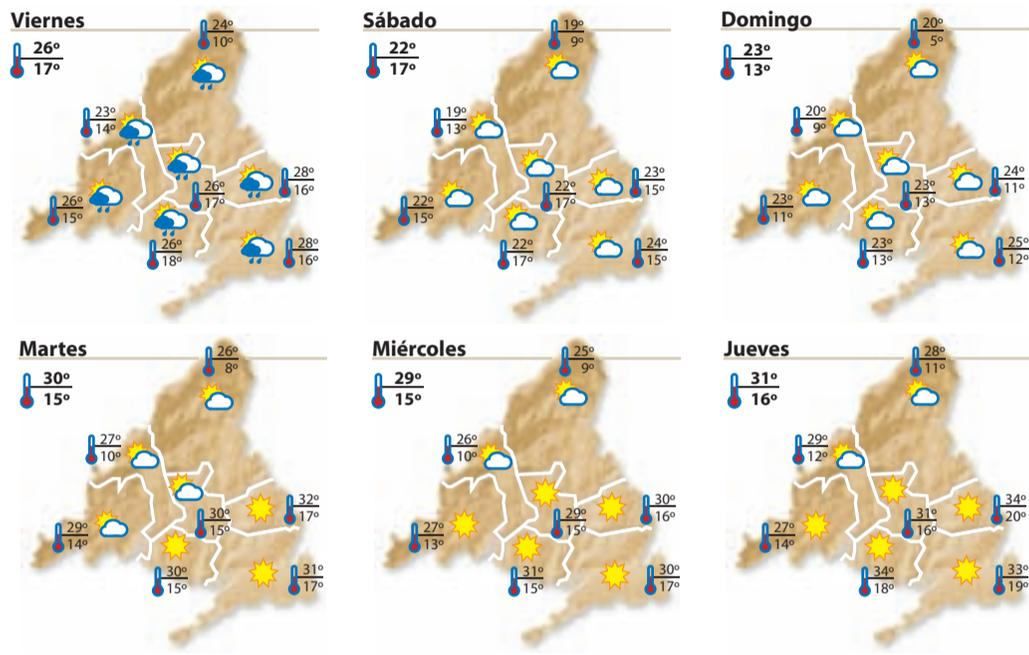 Viernes
26º
17º
24º
10º
23º
14º
28º
16º
26º
17º
26º
15º
26º
18º
28º
16º
Sábado
22º
17º
19º
9º
19º
13º
23º
15º
22º
17º
22º
15º
22º
17º
24º
15º
Domingo
23º
13º
20º
5º
20º
9º
24º
11º
23º
13º
23º
11º
23º
13º
25º
12º
Martes
30º
15º
26º
8º
27º
10º
32º
17º
30º
15º
29º
14º
30º
15º
31º
17º
Miércoles
29º
15º
25º
9º
26º
10º
30º
16º
29º
15º
27º
13º
31º
15º
30º
17º
Jueves
31º
16º
28º
11º
29º
12º
34º
20º
31º
16º
27º
14º
34º
18º
33º
19º